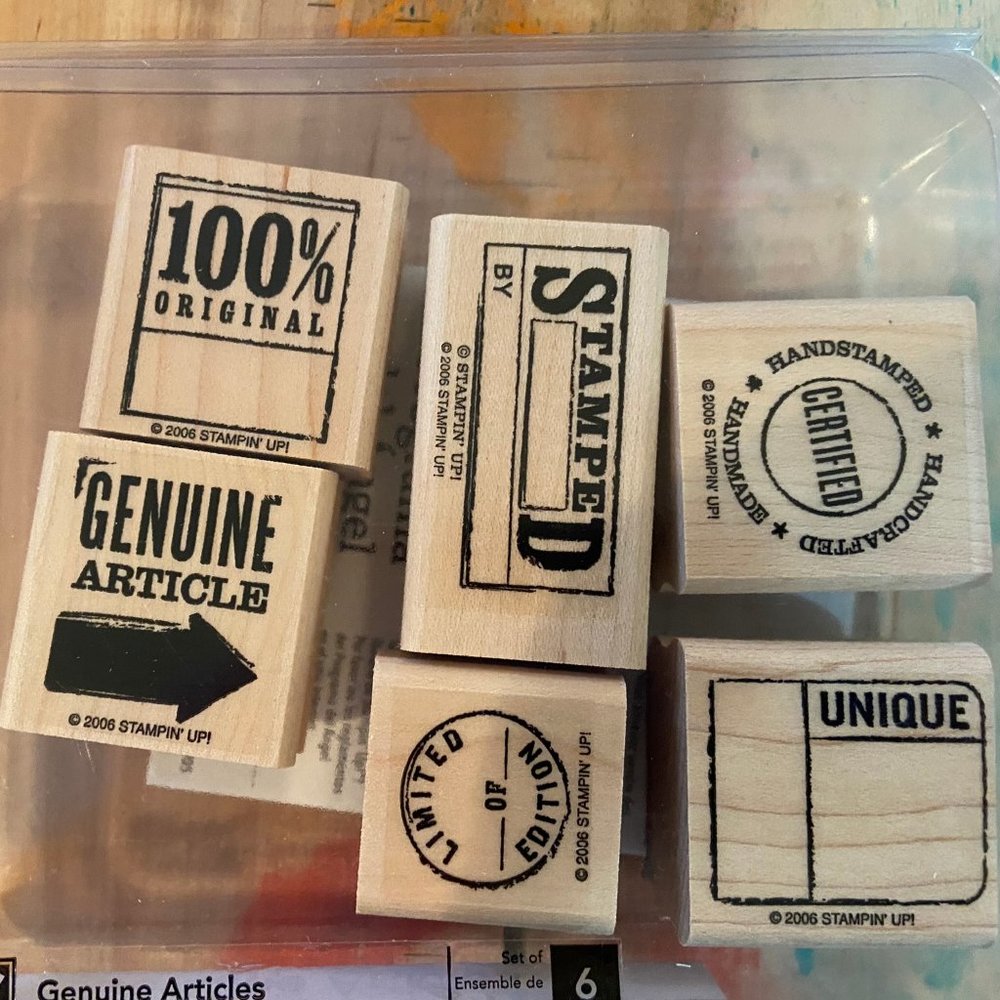 100%
ORIGINAL
© 2006 STAMPIN' UP!
STAMPED
BY
© STAMPIN' UP!
© 2006 STAMPIN' UP!
HANDSTAMPED ★ HANDCRAFTED ★ HANDMADE ★
CERTIFIED
© 2006 STAMPIN' UP!
GENUINE
ARTICLE
© 2006 STAMPIN' UP!
LIMITED
OF
EDITION
© 2006 STAMPIN' UP!
UNIQUE
© 2006 STAMPIN' UP!
Genuine Articles
Set of
Ensemble de
6